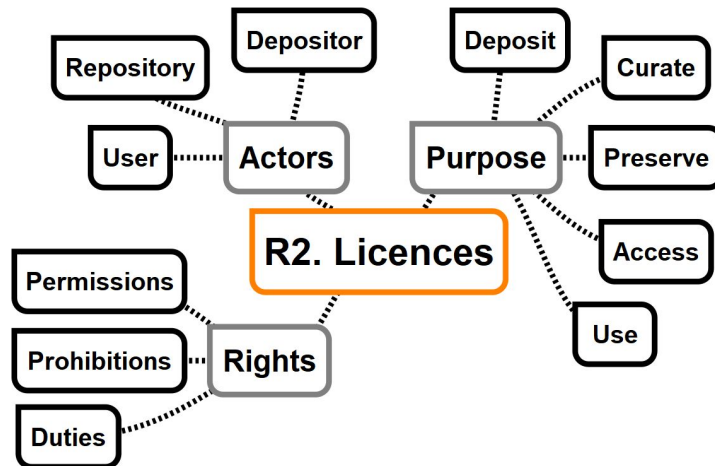 Depositor
Deposit
Repository
Curate
User
Actors
Purpose
Preserve
R2. Licences
Access
Permissions
Use
Prohibitions
Rights
Duties